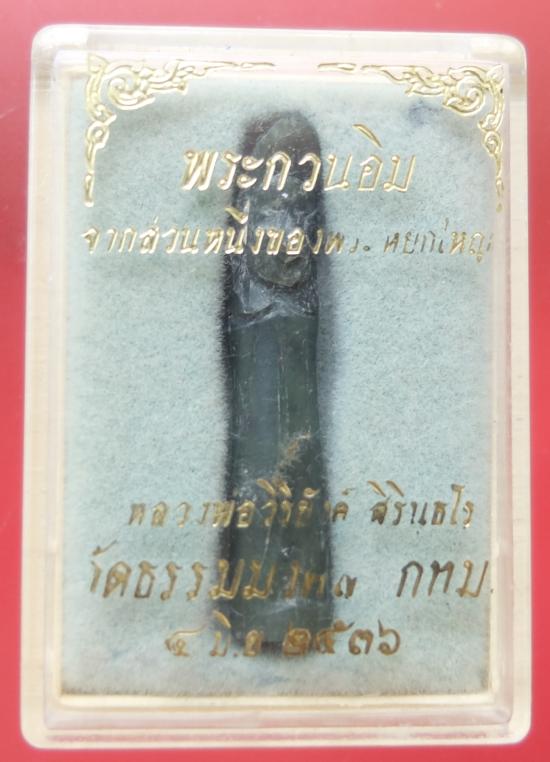 พระกวนอิม
จากส่วนหนึ่งของพระหยกใหญ่
หลวงพ่อวิริยังค์ สิรินฺธโร
วัดธรรมมงคล กทม.
๔ มิ.ย ๒๕๓๖